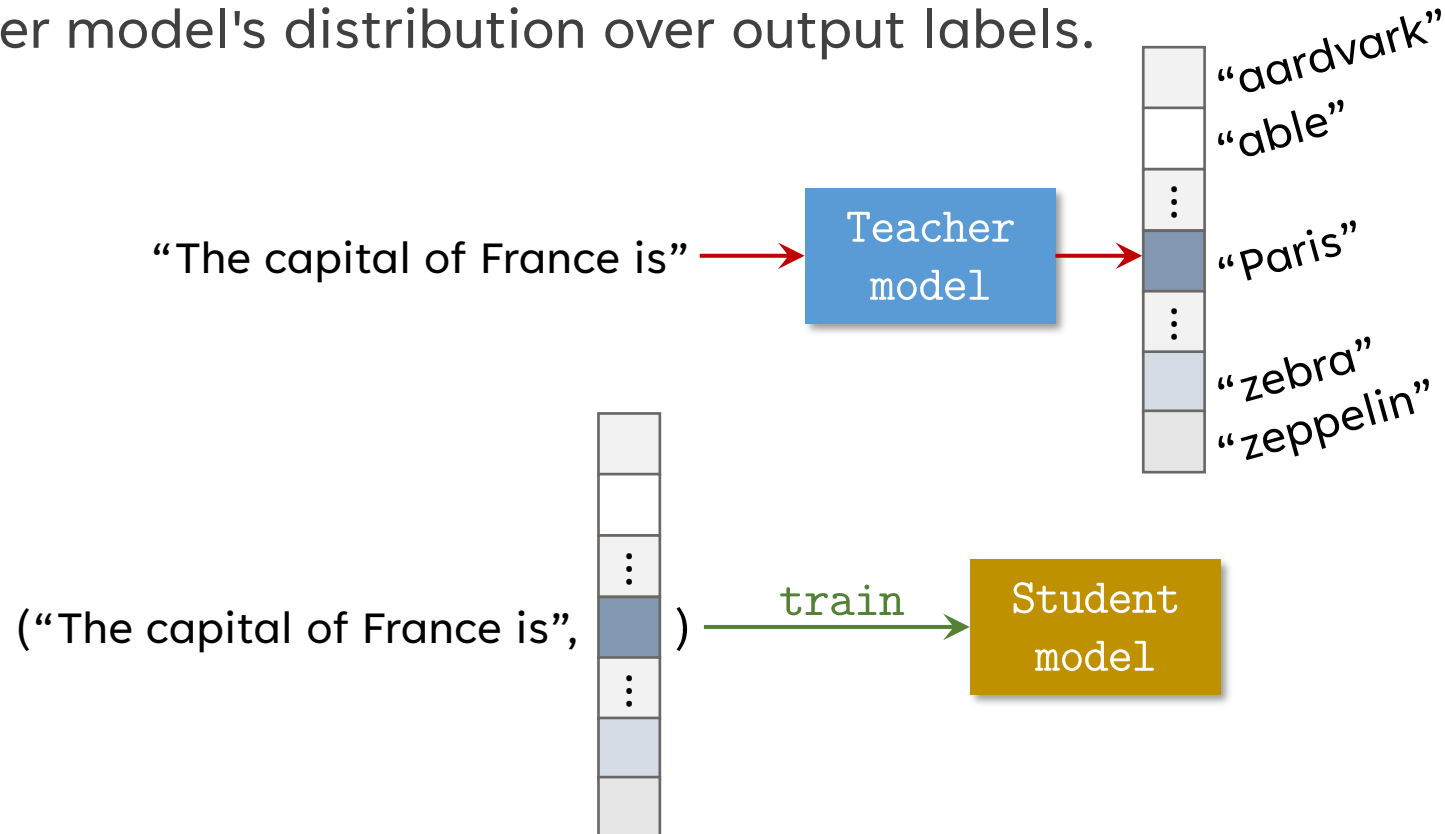 er model's distribution over output labels.
“aardvark”
“able”
⋮
“The capital of France is”
Teacher
model
“Paris”
⋮
“zebra”
“zeppelin”
⋮
(“The capital of France is”, )
train
Student
model
⋮